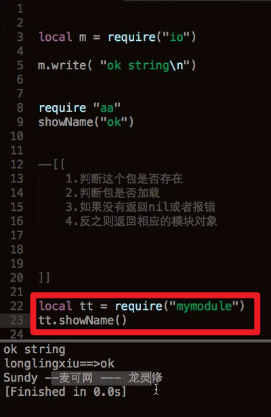 1
2
3 local m = require("io")
4
5 m.write( "ok string\n")
6
7
8 require "aa"
9 showName("ok")
10
11
12 --[[
13 1.判断这个包是否存在
14 2.判断包是否加载
15 3.如果没有返回nil或者报错
16 4.反之则返回相应的模块对象
17
18
19
20 ]]
21
22 local tt = require("mymodule")
23 tt.showName()
ok string
longlingxiu==>ok
Sundy --麦可网 --- 龙灵修
[Finished in 0.0s]